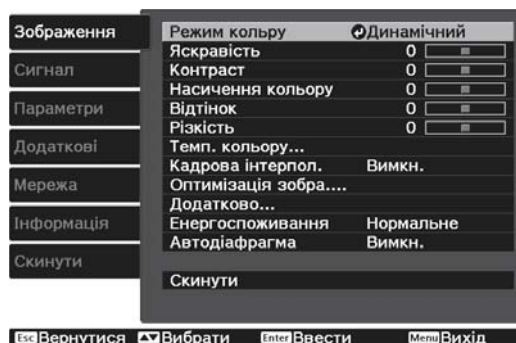 Зображення
Сигнал
Параметри
Додаткові
Мережа
Інформація
Скинути
Режим кольру Динамічний
Яскравість 0
Контраст 0
Насичення кольору 0
Відтінок 0
Різкість 0
Темп. кольору...
Кадрова інтерпол. Вимкн.
Оптимізація зобра....
Додатково...
Енергоспоживання Нормальне
Автодіафрагма Вимкн.
Скинути
Esc Вернутися Вибрати Enter Ввести Menu Вихід